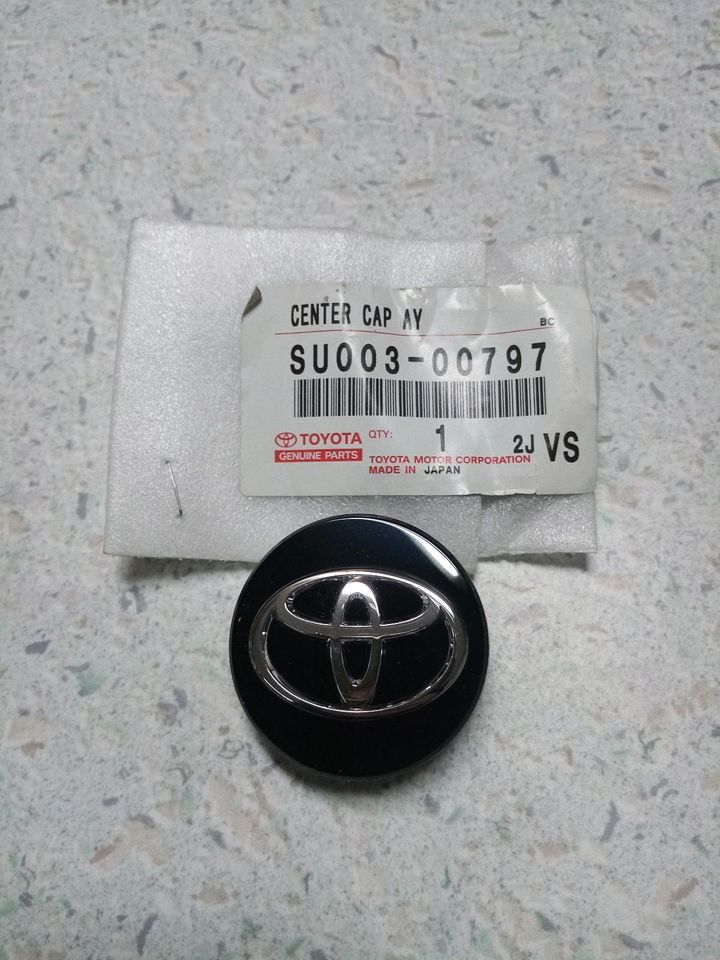 CENTER CAP AY
BC
SU003-00797
TOYOTA QTY: 1 2J VS
GENUINE PARTS TOYOTA MOTOR CORPORATION
MADE IN JAPAN